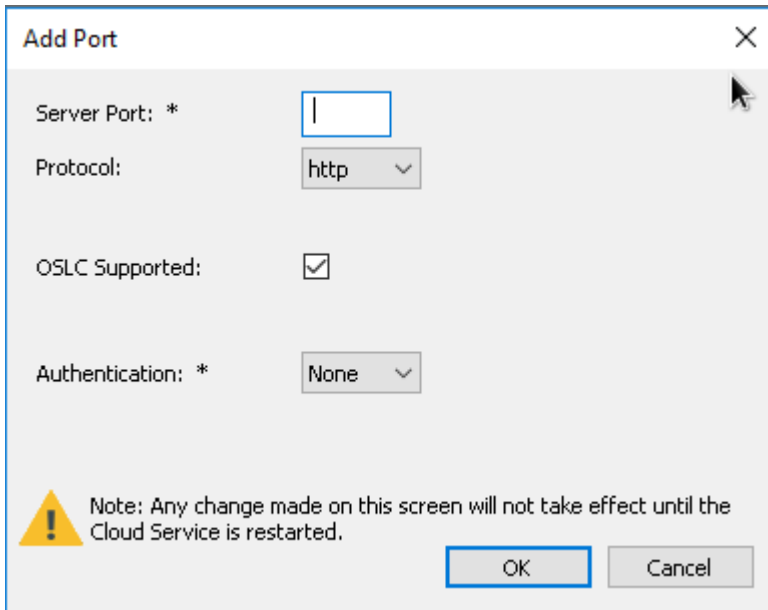 Add Port
Server Port: *
Protocol: http
OSLC Supported:
Authentication: * None
Note: Any change made on this screen will not take effect until the
Cloud Service is restarted.
OK Cancel